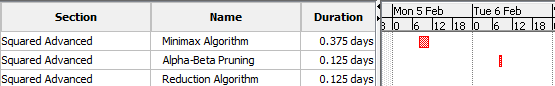 Section Name Duration Mon 5 Feb Tue 6 Feb
0 6 12 18 0 6 12 18 0
Squared Advanced Minimax Algorithm 0.375 days
Squared Advanced Alpha-Beta Pruning 0.125 days
Squared Advanced Reduction Algorithm 0.125 days